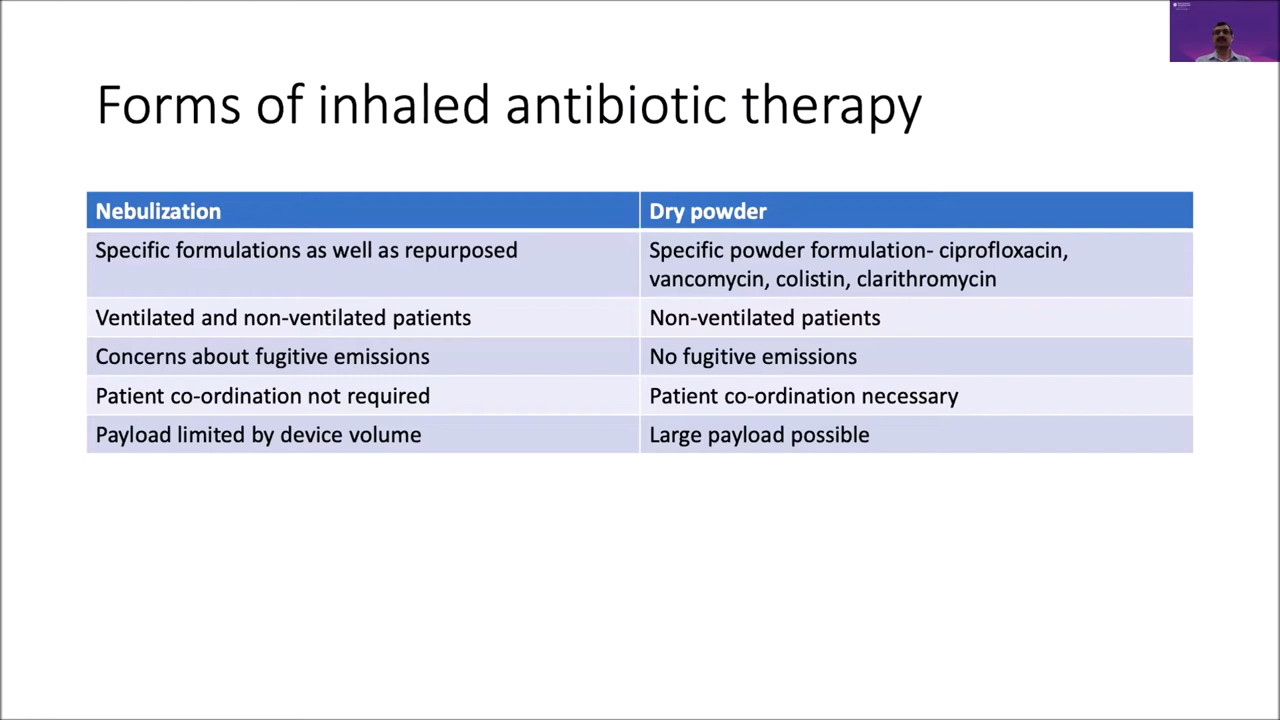 Forms of inhaled antibiotic therapy
Nebulization
Dry powder
Specific formulations as well as repurposed
Specific powder formulation- ciprofloxacin,
vancomycin, colistin, clarithromycin
Ventilated and non-ventilated patients
Non-ventilated patients
Concerns about fugitive emissions
No fugitive emissions
Patient co-ordination not required
Patient co-ordination necessary
Payload limited by device volume
Large payload possible